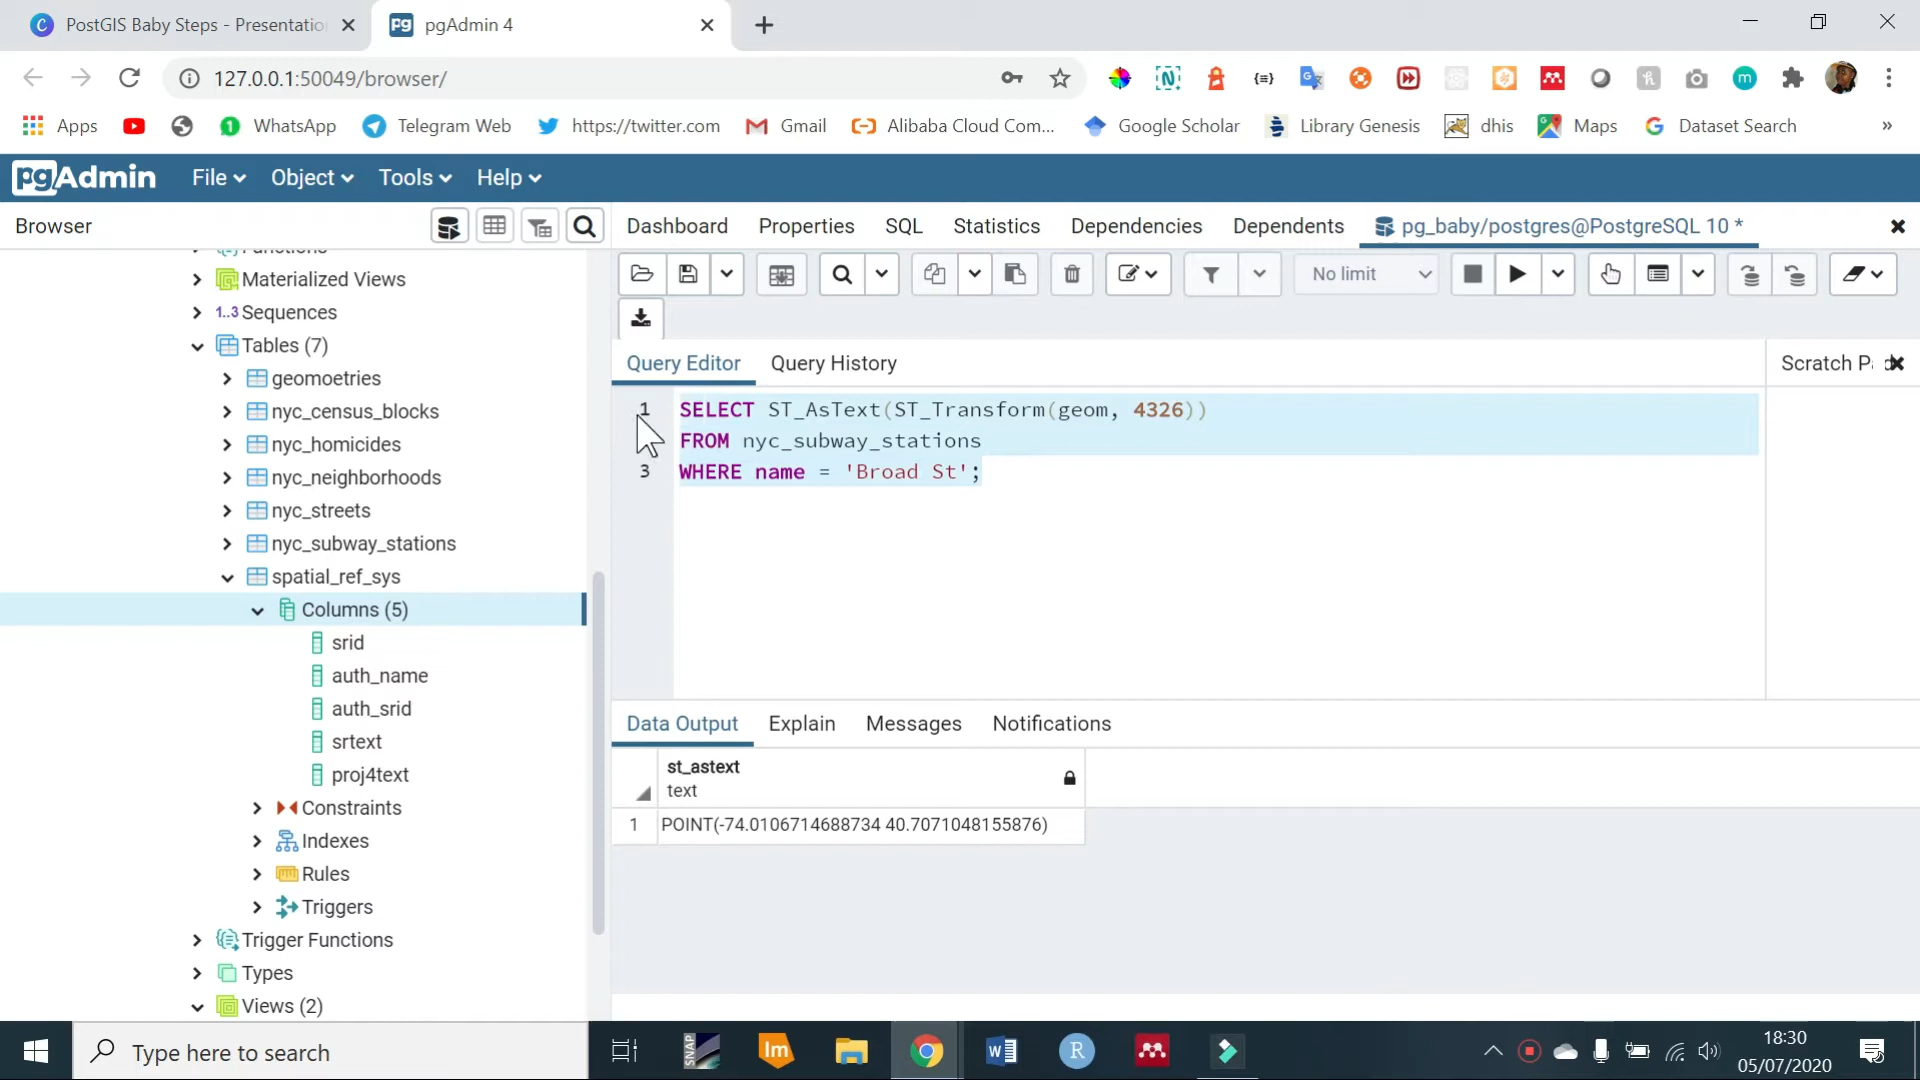 PostGIS Baby Steps - Presentatio
pgAdmin 4
127.0.0.1:50049/browser/
Apps
WhatsApp
Telegram Web
https://twitter.com
Gmail
Alibaba Cloud Com...
Google Scholar
Library Genesis
dhis
Maps
Dataset Search
»
pgAdmin
File
Object
Tools
Help
Browser
Dashboard
Properties
SQL
Statistics
Dependencies
Dependents
pg_baby/postgres@PostgreSQL 10 *
No limit
Functions
Materialized Views
1..3 Sequences
Tables (7)
geomoetries
nyc_census_blocks
nyc_homicides
nyc_neighborhoods
nyc_streets
nyc_subway_stations
spatial_ref_sys
Columns (5)
srid
auth_name
auth_srid
srtext
proj4text
Constraints
Indexes
Rules
Triggers
Trigger Functions
Types
Views (2)
Query Editor
Query History
Scratch P
1 SELECT ST_AsText(ST_Transform(geom, 4326))
FROM nyc_subway_stations
3 WHERE name = 'Broad St';
Data Output
Explain
Messages
Notifications
st_astext
text
1 POINT(-74.0106714688734 40.7071048155876)
Type here to search
SNAP
Im
W
R
18:30
05/07/2020